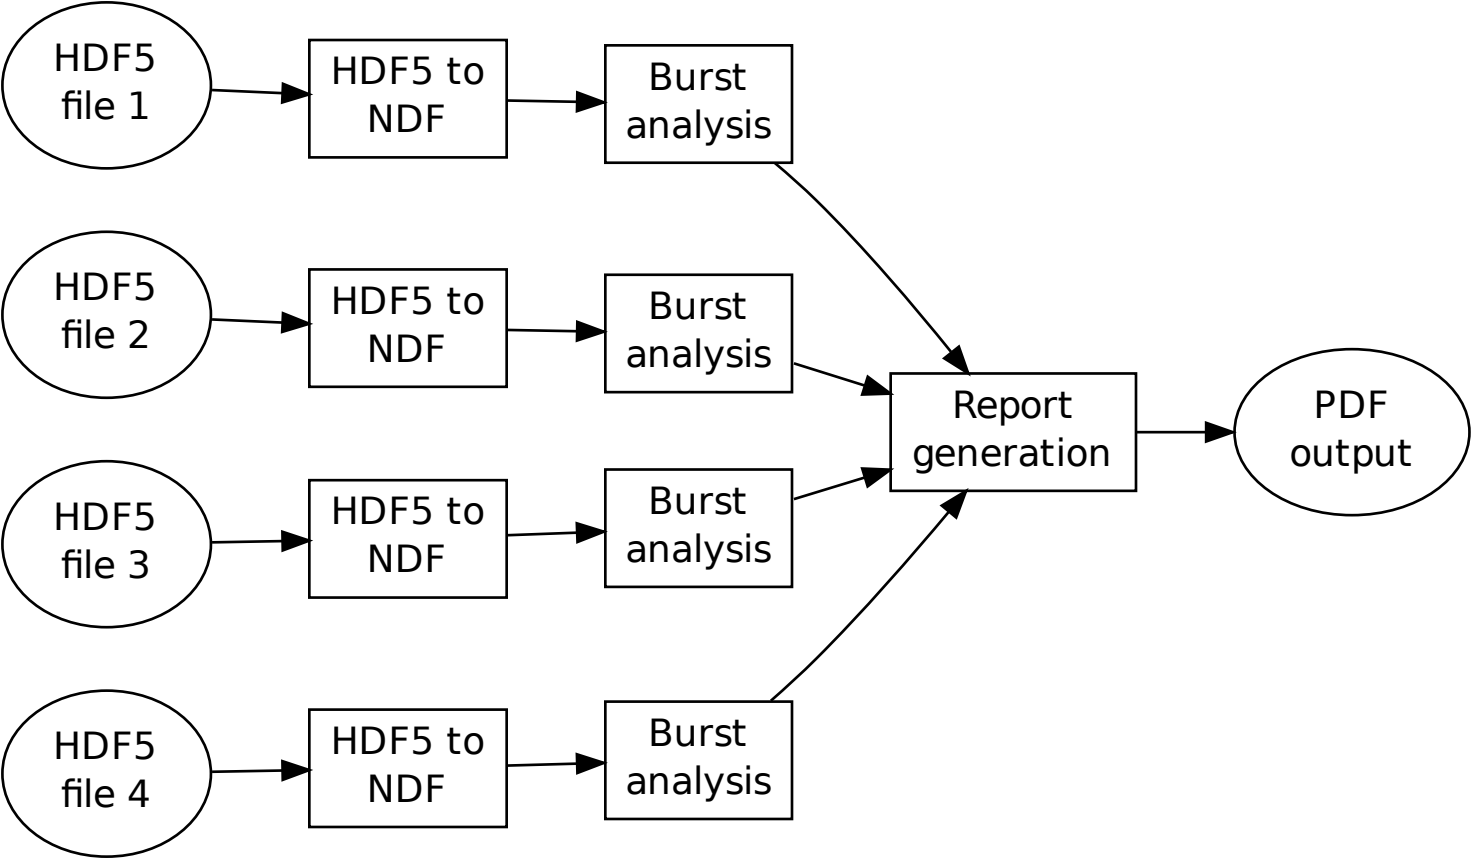 HDF5
file 1
HDF5 to
NDF
Burst
analysis
HDF5
file 2
HDF5 to
NDF
Burst
analysis
HDF5
file 3
HDF5 to
NDF
Burst
analysis
HDF5
file 4
HDF5 to
NDF
Burst
analysis
Report
generation
PDF
output